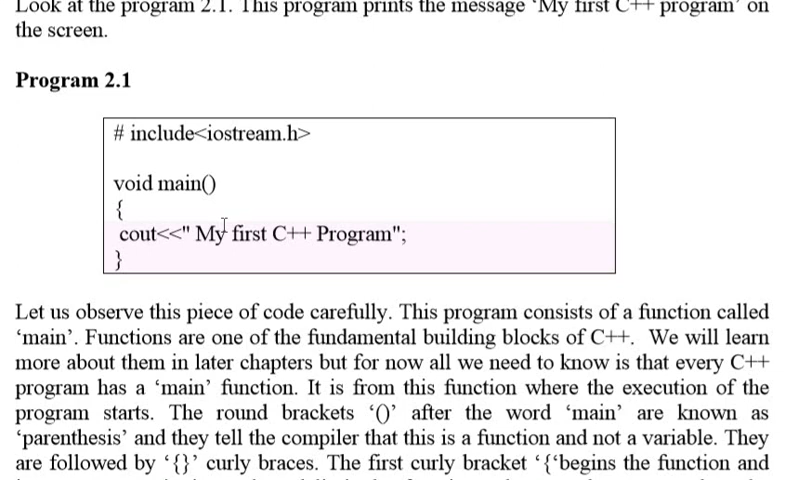 Look at the program 2.1. This program prints the message ‘My first C++ program’ on
the screen.
Program 2.1
# include<iostream.h>
void main()
{
cout<<" My first C++ Program";
}
Let us observe this piece of code carefully. This program consists of a function called
‘main’. Functions are one of the fundamental building blocks of C++. We will learn
more about them in later chapters but for now all we need to know is that every C++
program has a ‘main’ function. It is from this function where the execution of the
program starts. The round brackets ‘()’ after the word ‘main’ are known as
‘parenthesis’ and they tell the compiler that this is a function and not a variable. They
are followed by ‘{}’ curly braces. The first curly bracket ‘{‘begins the function and